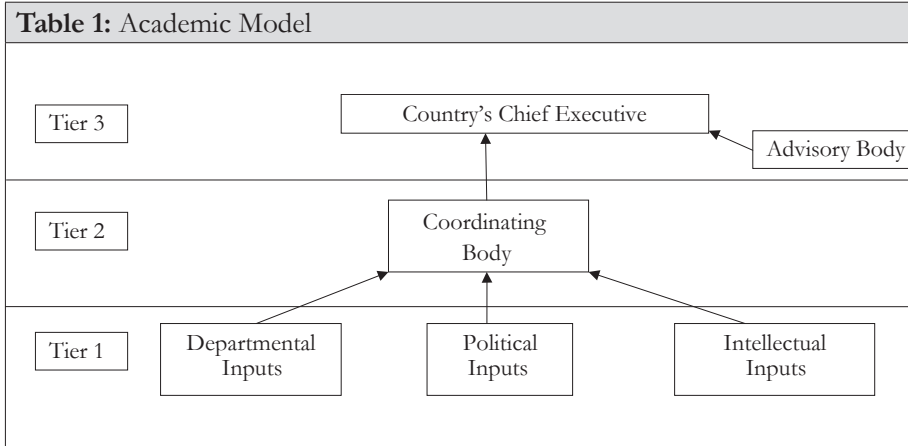 Table 1: Academic Model
Tier 3
Country's Chief Executive
Advisory Body
Tier 2
Coordinating
Body
Tier 1
Departmental
Inputs
Political
Inputs
Intellectual
Inputs